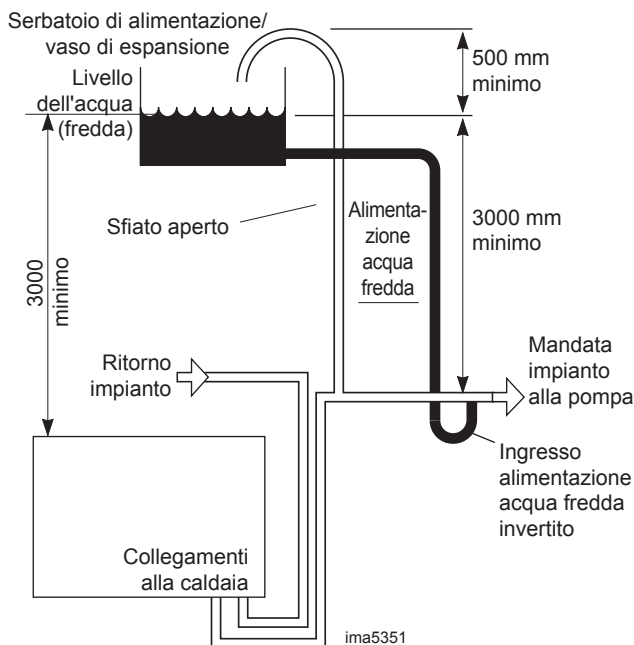 Serbatoio di alimentazione/
vaso di espansione
Livello
dell'acqua
(fredda)
500 mm
minimo
Sfiato aperto
Alimenta-
zione
acqua
fredda
3000 mm
minimo
3000
minimo
Ritorno
impianto
Mandata
impianto
alla pompa
Ingresso
alimentazione
acqua fredda
invertito
Collegamenti
alla caldaia
ima5351